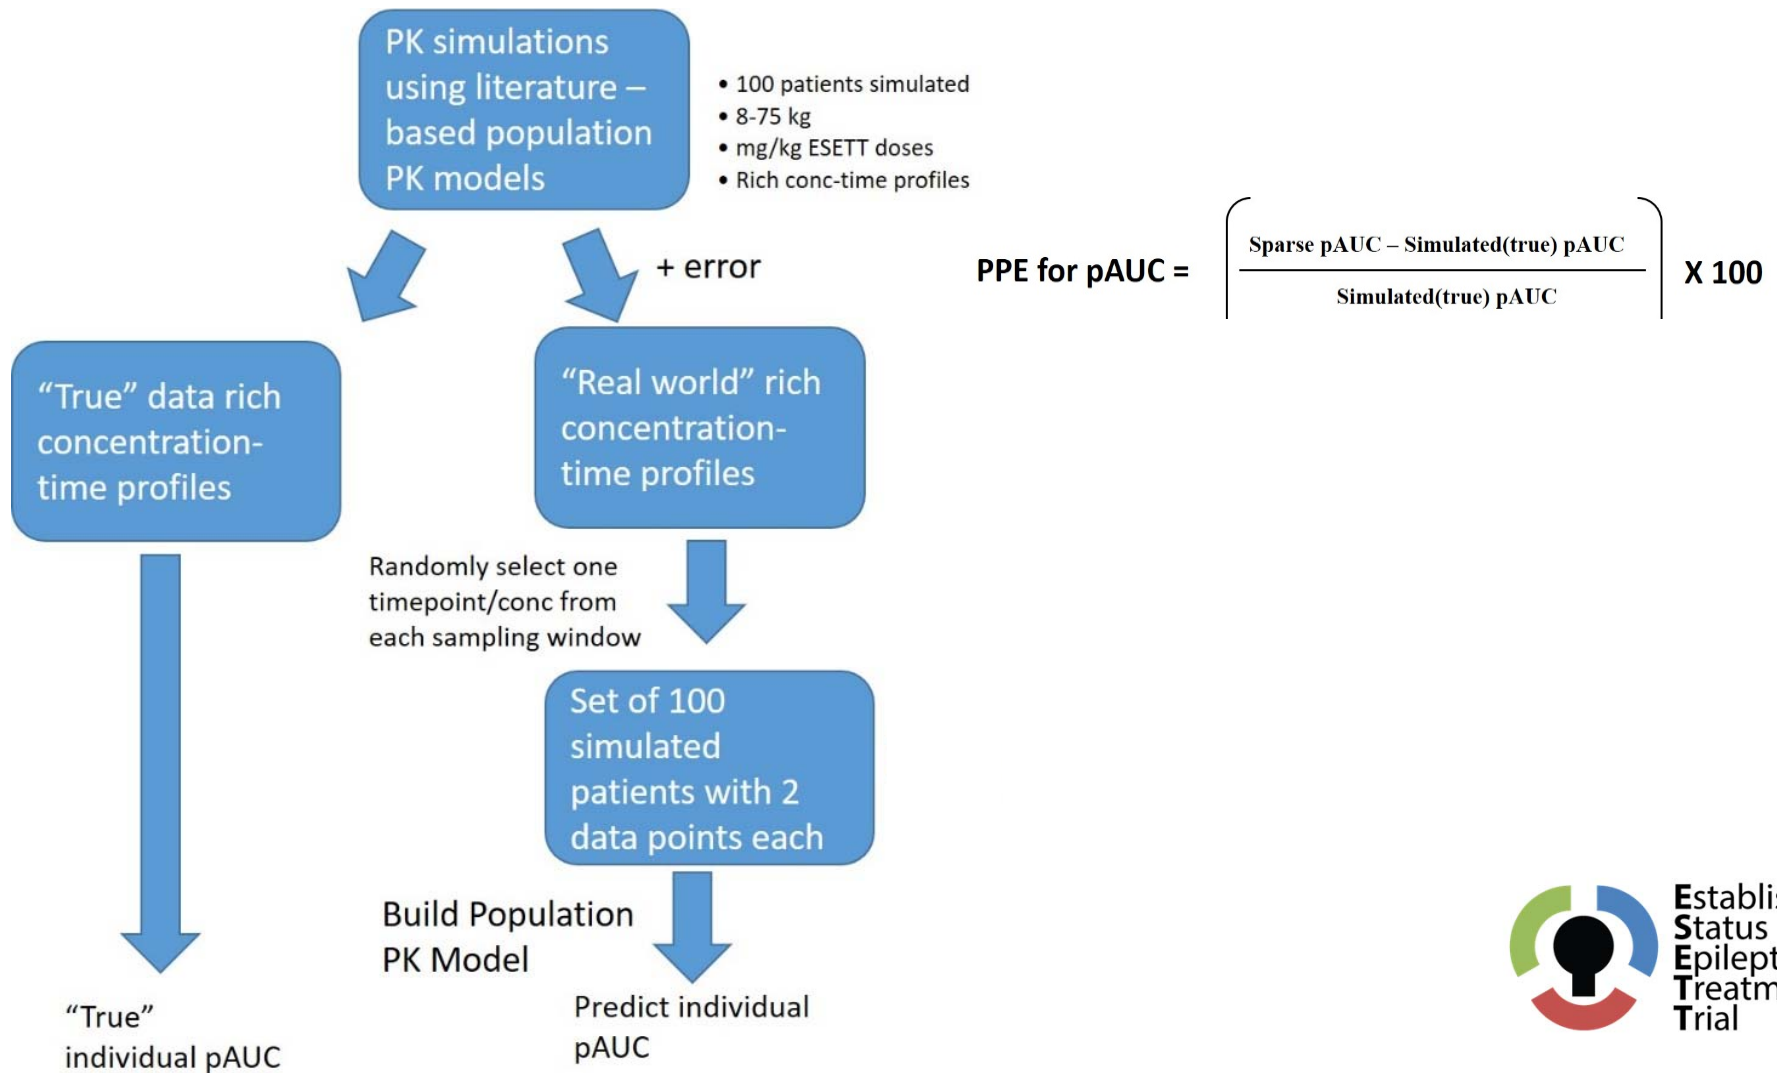 PK simulations
using literature –
based population
PK models
• 100 patients simulated
• 8-75 kg
• mg/kg ESETT doses
• Rich conc-time profiles
+ error
PPE for pAUC =
Sparse pAUC – Simulated(true) pAUC
Simulated(true) pAUC
X 100
“True” data rich
concentration-
time profiles
“Real world” rich
concentration-
time profiles
Randomly select one
timepoint/conc from
each sampling window
Set of 100
simulated
patients with 2
data points each
Build Population
PK Model
“True”
individual pAUC
Predict individual
pAUC
Establis
Status
Epilept
Treatm
Trial